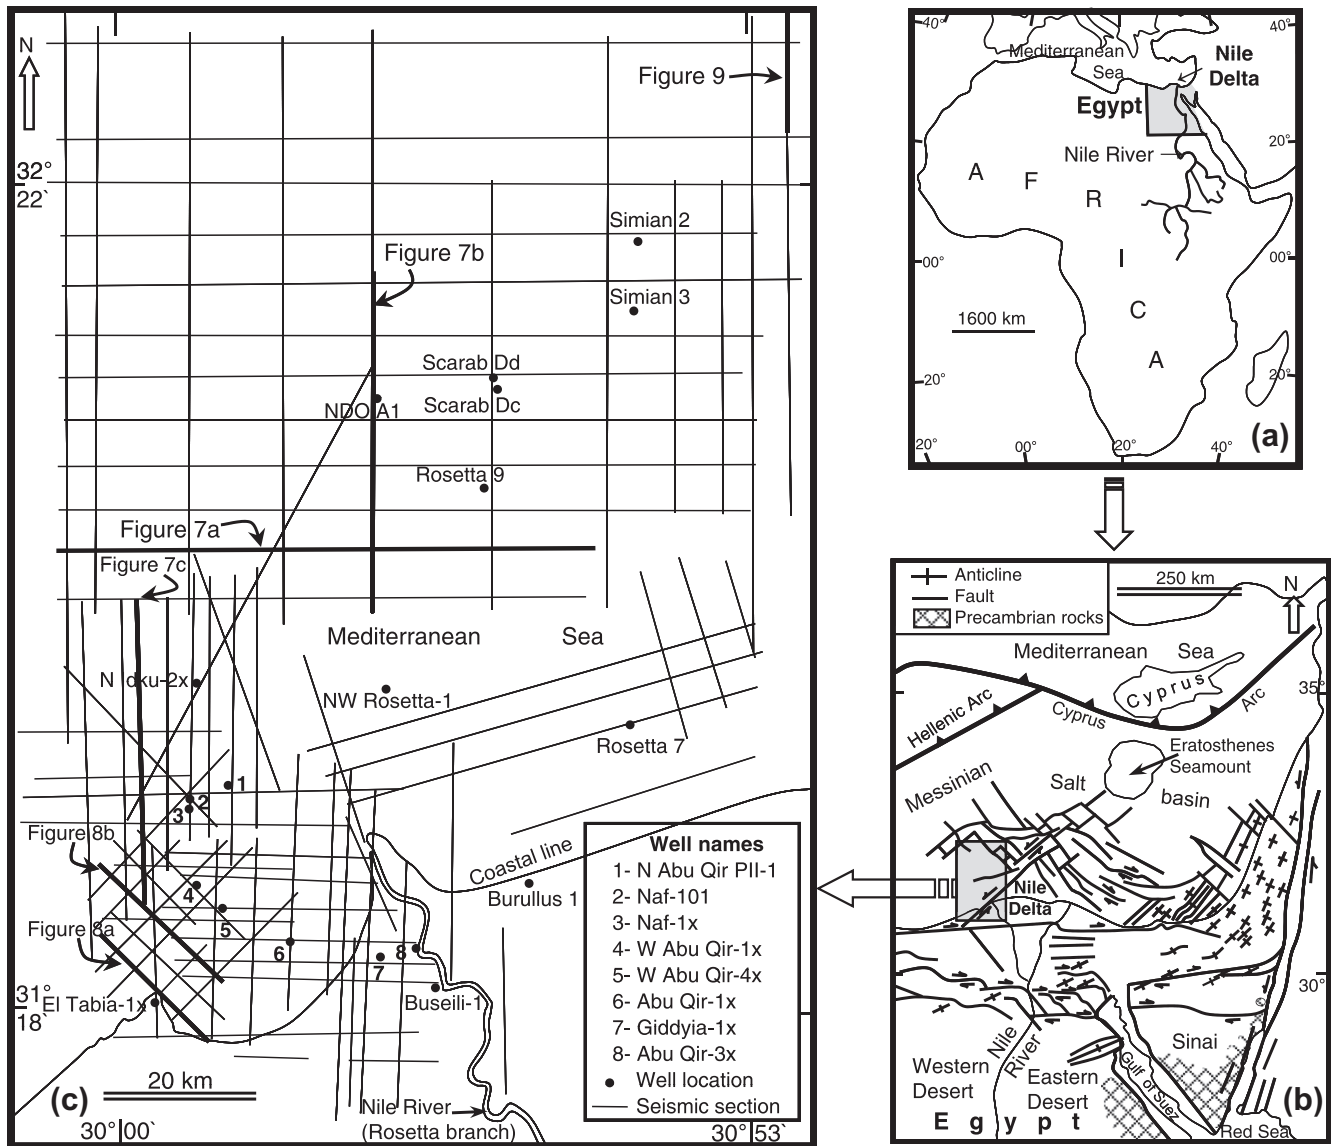 N
Figure 9
32°
22`
Simian 2
Figure 7b
Simian 3
Scarab Dd
NDO A1
Scarab Dc
Rosetta 9
Figure 7a
Figure 7c
Mediterranean Sea
N Idku-2x
NW Rosetta-1
Rosetta 7
1
2
3
Figure 8b
Coastal line
4
Burullus 1
5
Figure 8a
6
8
7
31°
18`
El Tabia-1x
Buseili-1
20 km
(c)
Nile River
(Rosetta branch)
30° 00`
30° 53`
Well names
1- N Abu Qir PII-1
2- Naf-101
3- Naf-1x
4- W Abu Qir-1x
5- W Abu Qir-4x
6- Abu Qir-1x
7- Giddyia-1x
8- Abu Qir-3x
Well location
Seismic section
40°
40°
Mediterranean
Sea
Nile
Delta
Egypt
20°
Nile River
A F R I C A
00°
00°
1600 km
20°
20°
20°
00°
20°
40°
(a)
Anticline
Fault
Precambrian rocks
250 km
N
Mediterranean Sea
Cyprus
35°
Hellenic Arc
Cyprus
Arc
Eratosthenes
Seamount
Messinian
Salt
basin
Nile
Delta
30°
Sinai
Nile
River
Western
Desert
Eastern
Desert
Gulf of Suez
Egypt
(b)
Red Sea